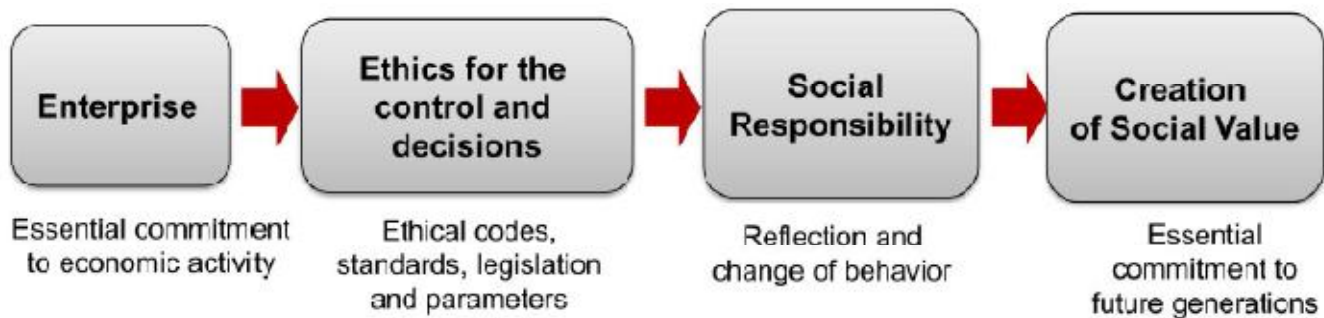 Enterprise
Ethics for the
control and
decisions
Social
Responsibility
Creation
of Social Value
Essential commitment
to economic activity
Ethical codes,
standards, legislation
and parameters
Reflection and
change of behavior
Essential
commitment to
future generations